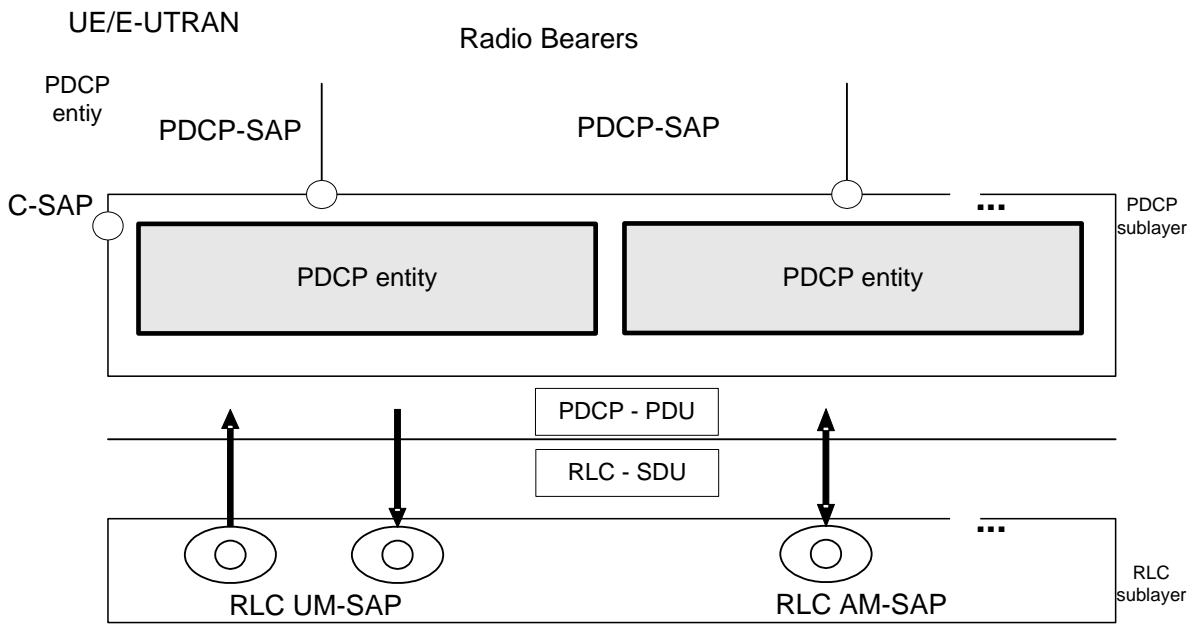 UE/E-UTRAN
Radio Bearers
PDCP
entiy
PDCP-SAP
PDCP-SAP
C-SAP
...
PDCP
sublayer
PDCP entity
PDCP entity
PDCP - PDU
RLC - SDU
...
RLC UM-SAP
RLC AM-SAP
RLC
sublayer